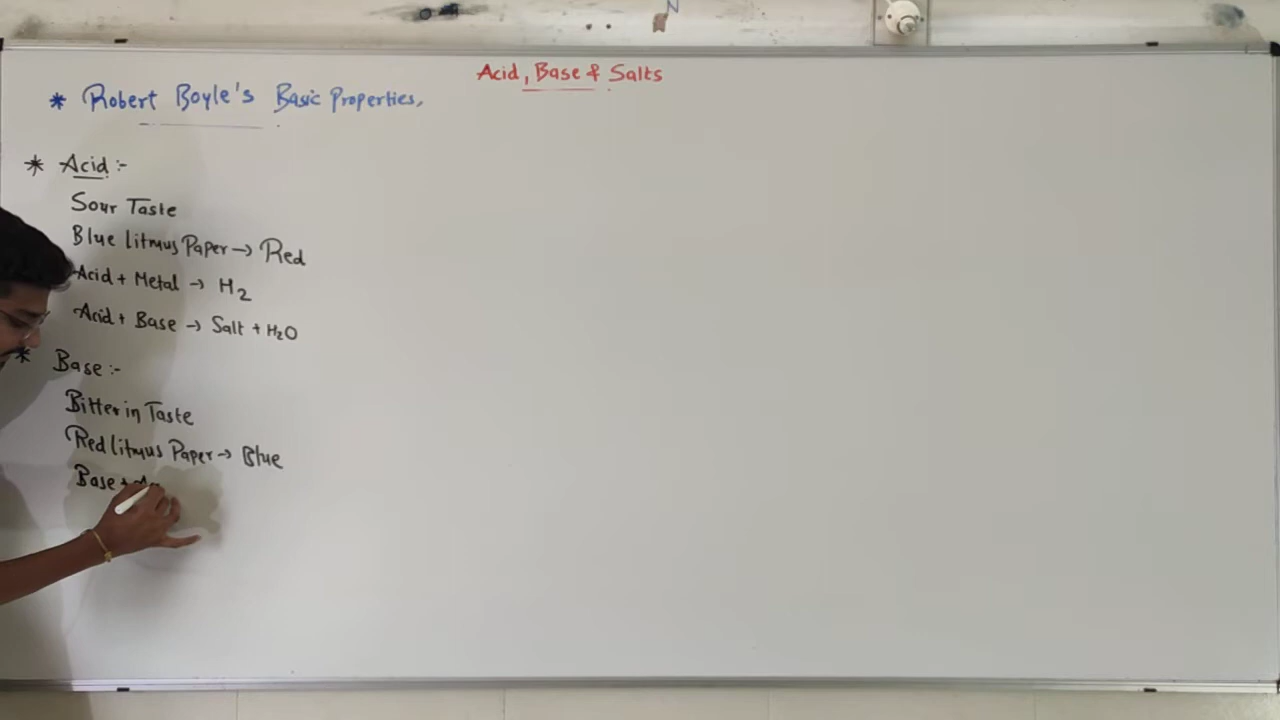 Acid, Base & Salts
* Robert Boyle's Basic Properties,
* Acid :-
Sour Taste
Blue litmus Paper → Red
Acid + Metal → H₂
Acid + Base → Salt + H₂O
* Base :-
Bitter in Taste
Red litmus Paper → Blue
Base +